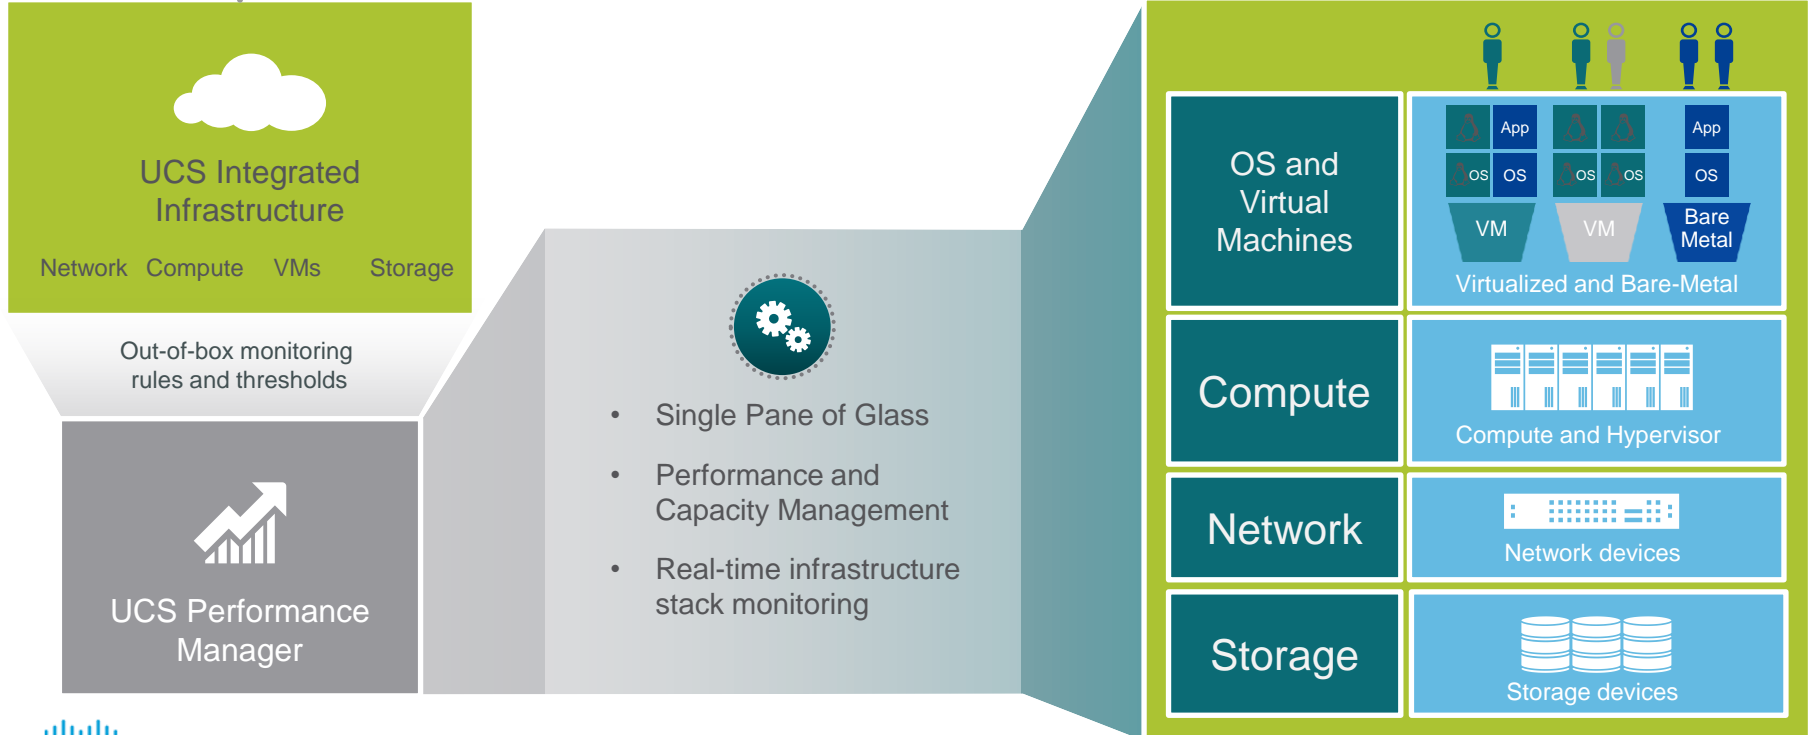 UCS Integrated
Infrastructure
Network Compute VMs Storage
Out-of-box monitoring
rules and thresholds
UCS Performance
Manager
• Single Pane of Glass
• Performance and
Capacity Management
• Real-time infrastructure
stack monitoring
OS and
Virtual
Machines
App
App
OS OS OS OS OS
VM VM Bare
Metal
Virtualized and Bare-Metal
Compute
Compute and Hypervisor
Network
Network devices
Storage
Storage devices